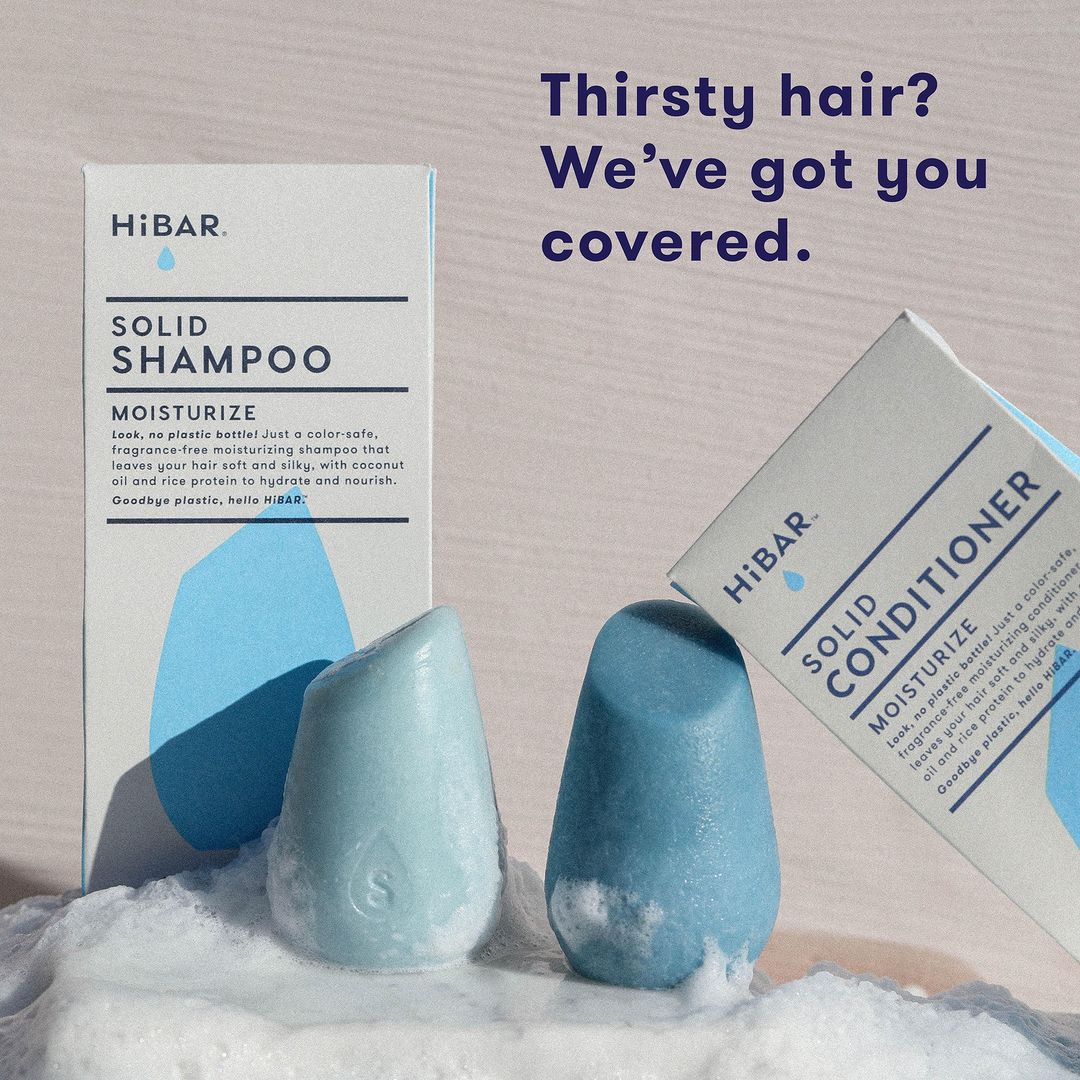 Thirsty hair?
We've got you
covered.
HiBAR®
SOLID
SHAMPOO
MOISTURIZE
Look, no plastic bottle! Just a color-safe,
fragrance-free moisturizing shampoo that
leaves your hair soft and silky, with coconut
oil and rice protein to hydrate and nourish.
Goodbye plastic, hello HiBAR.™
S
HiBAR™
SOLID
CONDITIONER
MOISTURIZE
Look, no plastic bottle! Just a color-safe,
fragrance-free moisturizing conditioner
leaves your hair soft and silky, with
oil and rice protein to hydrate and
Goodbye plastic, hello HiBAR.